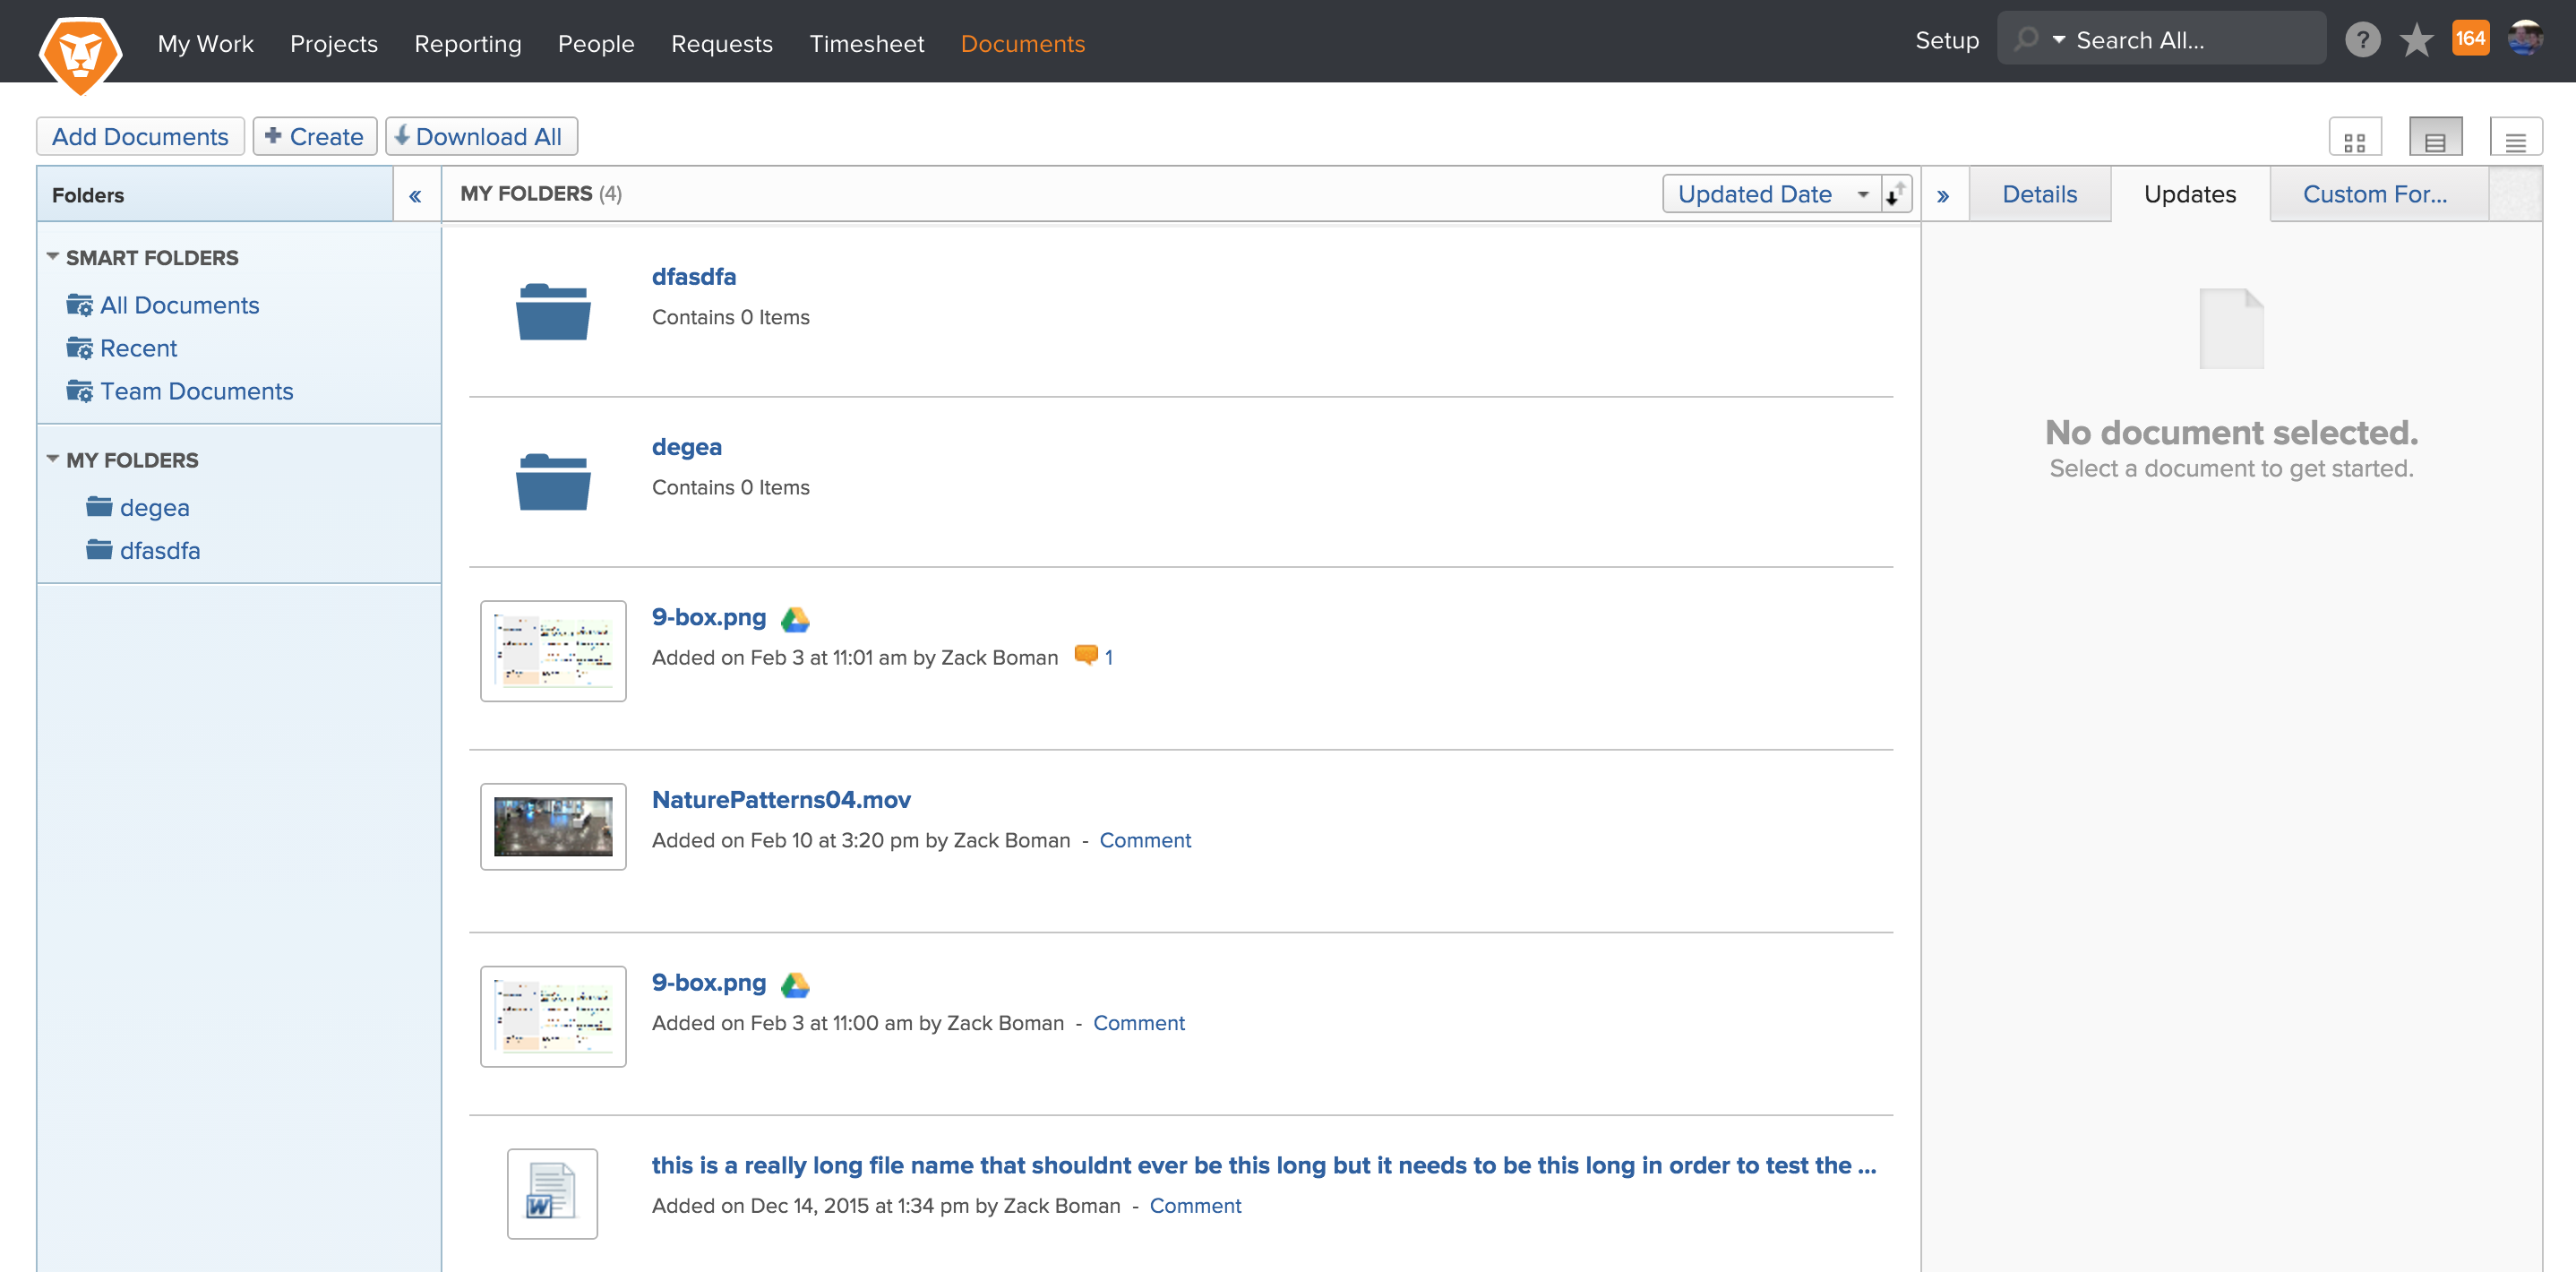 My Work Projects Reporting People Requests Timesheet Documents Setup Search All... ? 164
Add Documents Create Download All
Folders « MY FOLDERS (4) Updated Date » Details Updates Custom For...
SMART FOLDERS
All Documents
Recent
Team Documents
MY FOLDERS
degea
dfasdfa
dfasdfa
Contains 0 Items
degea
Contains 0 Items
9-box.png
Added on Feb 3 at 11:01 am by Zack Boman 1
NaturePatterns04.mov
Added on Feb 10 at 3:20 pm by Zack Boman - Comment
9-box.png
Added on Feb 3 at 11:00 am by Zack Boman - Comment
this is a really long file name that shouldnt ever be this long but it needs to be this long in order to test the ...
W
Added on Dec 14, 2015 at 1:34 pm by Zack Boman - Comment
No document selected.
Select a document to get started.